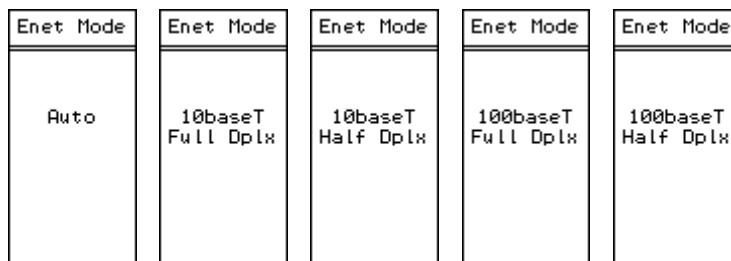 Enet Mode
Auto
Enet Mode
10baseT
Full Dplx
Enet Mode
10baseT
Half Dplx
Enet Mode
100baseT
Full Dplx
Enet Mode
100baseT
Half Dplx